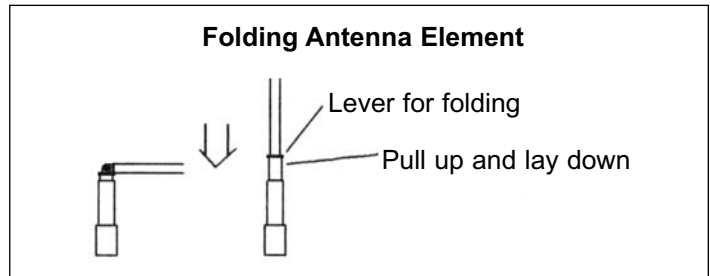 Folding Antenna Element
Lever for folding
Pull up and lay down